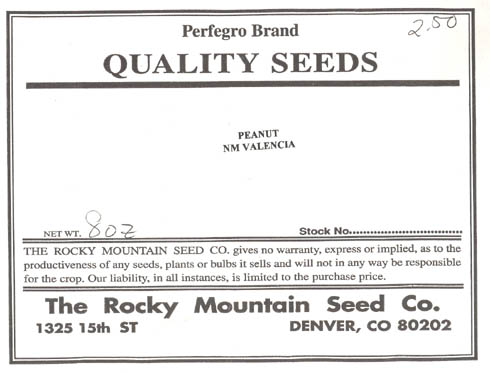 Perfegro Brand
2.50
QUALITY SEEDS
PEANUT
NM VALENCIA
NET WT. 8oz
Stock No.................................
THE ROCKY MOUNTAIN SEED CO. gives no warranty, express or implied, as to the
productiveness of any seeds, plants or bulbs it sells and will not in any way be responsible
for the crop. Our liability, in all instances, is limited to the purchase price.
The Rocky Mountain Seed Co.
1325 15th ST DENVER, CO 80202